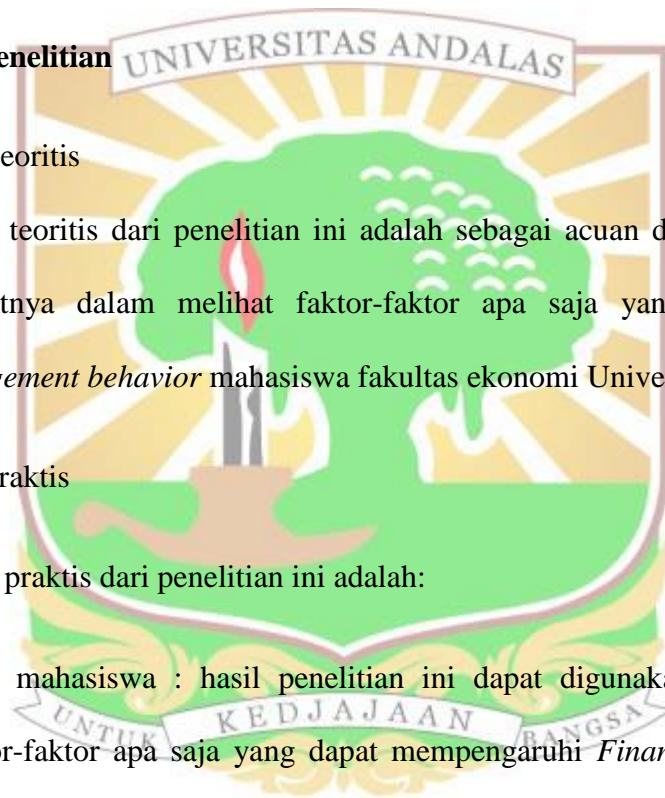 enelitian
UNIVERSITAS ANDALAS
eoritis
teoritis dari penelitian ini adalah sebagai acuan d
tnya dalam melihat faktor-faktor apa saja yan
gement behavior mahasiswa fakultas ekonomi Unive
raktis
praktis dari penelitian ini adalah:
mahasiswa : hasil penelitian ini dapat digunaka
UNTUK KEDJAJAAN BANGSA
or-faktor apa saja yang dapat mempengaruhi Finan